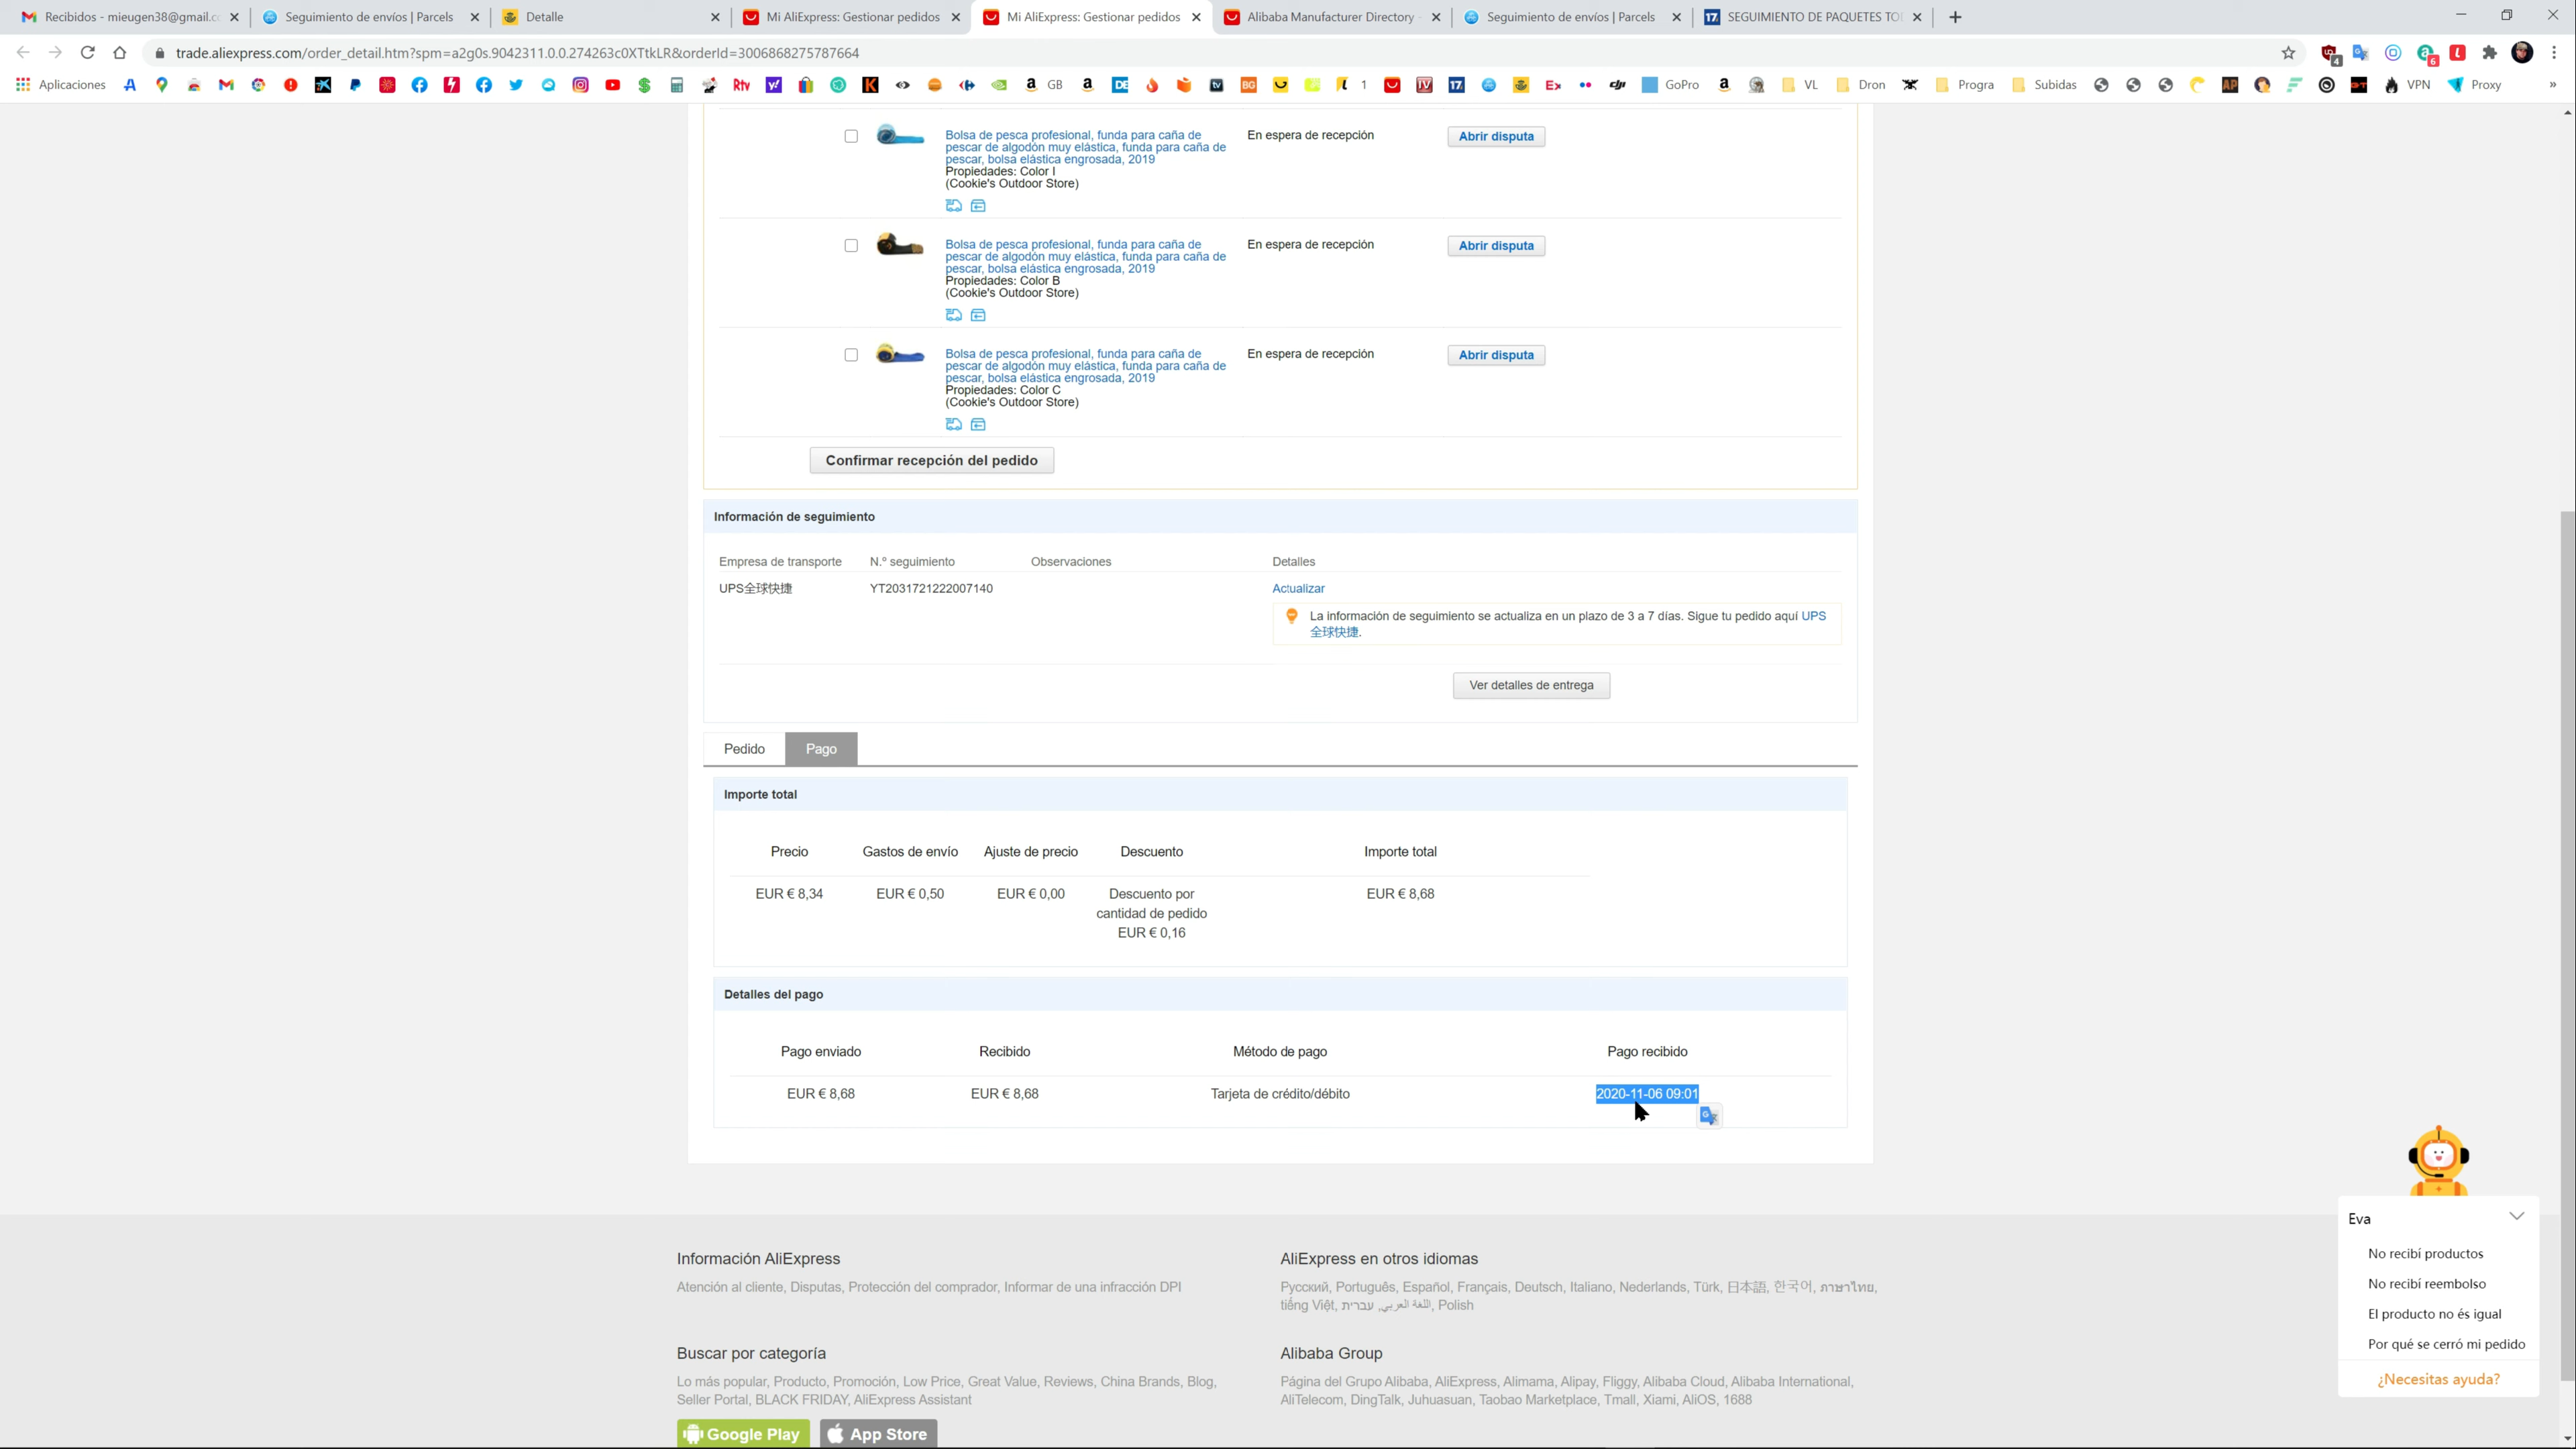 Recibidos - mieugen38@gmail.c
Seguimiento de envíos | Parcels
Detalle
Mi AliExpress: Gestionar pedidos
Mi AliExpress: Gestionar pedidos
Alibaba Manufacturer Directory
Seguimiento de envíos | Parcels
SEGUIMIENTO DE PAQUETES TO
trade.aliexpress.com/order_detail.htm?spm=a2g0s.9042311.0.0.274263c0XTtkLR&orderId=3006868275787664
Aplicaciones
GB
1
GoPro
VL
Dron
Progra
Subidas
VPN
Proxy
Bolsa de pesca profesional, funda para caña de
pescar de algodón muy elástica, funda para caña de
pescar, bolsa elástica engrosada, 2019
Propiedades: Color I
(Cookie's Outdoor Store)
En espera de recepción
Abrir disputa
Bolsa de pesca profesional, funda para caña de
pescar de algodón muy elástica, funda para caña de
pescar, bolsa elástica engrosada, 2019
Propiedades: Color B
(Cookie's Outdoor Store)
En espera de recepción
Abrir disputa
Bolsa de pesca profesional, funda para caña de
pescar de algodón muy elástica, funda para caña de
pescar, bolsa elástica engrosada, 2019
Propiedades: Color C
(Cookie's Outdoor Store)
En espera de recepción
Abrir disputa
Confirmar recepción del pedido
Información de seguimiento
Empresa de transporte N.º seguimiento Observaciones Detalles
UPS全球快捷 YT2031721222007140 Actualizar
La información de seguimiento se actualiza en un plazo de 3 a 7 días. Sigue tu pedido aquí UPS
全球快捷.
Ver detalles de entrega
Pedido Pago
Importe total
Precio Gastos de envío Ajuste de precio Descuento Importe total
EUR € 8,34 EUR € 0,50 EUR € 0,00 Descuento por EUR € 8,68
cantidad de pedido
EUR € 0,16
Detalles del pago
Pago enviado Recibido Método de pago Pago recibido
EUR € 8,68 EUR € 8,68 Tarjeta de crédito/débito 2020-11-06 09:01
Eva
No recibí productos
No recibí reembolso
El producto no és igual
Por qué se cerró mi pedido
¿Necesitas ayuda?
Información AliExpress
Atención al cliente, Disputas, Protección del comprador, Informar de una infracción DPI
AliExpress en otros idiomas
Русский, Português, Español, Français, Deutsch, Italiano, Nederlands, Türk, 日本語, 한국어, ภาษาไทย,
tiếng Việt, اللغة العربية, עברית, Polish
Buscar por categoría
Lo más popular, Producto, Promoción, Low Price, Great Value, Reviews, China Brands, Blog,
Seller Portal, BLACK FRIDAY, AliExpress Assistant
Alibaba Group
Página del Grupo Alibaba, AliExpress, Alimama, Alipay, Fliggy, Alibaba Cloud, Alibaba International,
AliTelecom, DingTalk, Juhuasuan, Taobao Marketplace, Tmall, Xiami, AliOS, 1688
Google Play App Store